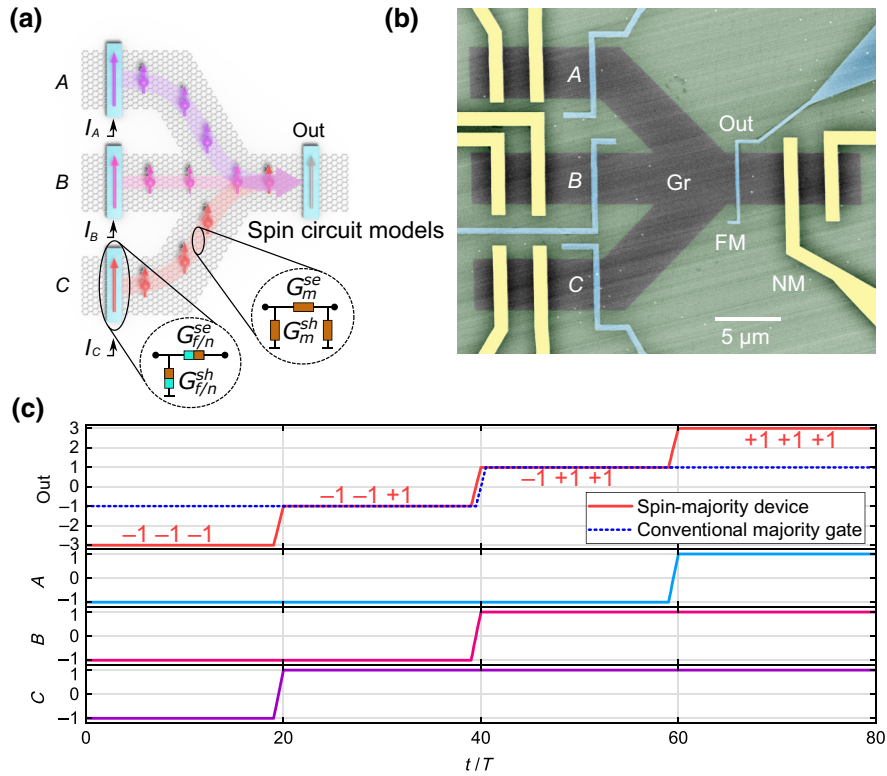 (a)
A
I_A
B
I_B
C
I_C
Out
Spin circuit models
G_m^se
G_m^sh
G_f/n^se
G_f/n^sh
(b)
A
B
C
Out
Gr
FM
NM
5 μm
(c)
Out
3
2
1
0
−1
−2
−3
−1 −1 −1
−1 −1 +1
−1 +1 +1
+1 +1 +1
Spin-majority device
Conventional majority gate
A
1
0
−1
B
1
0
−1
C
1
0
−1
0 20 40 60 80
t/T